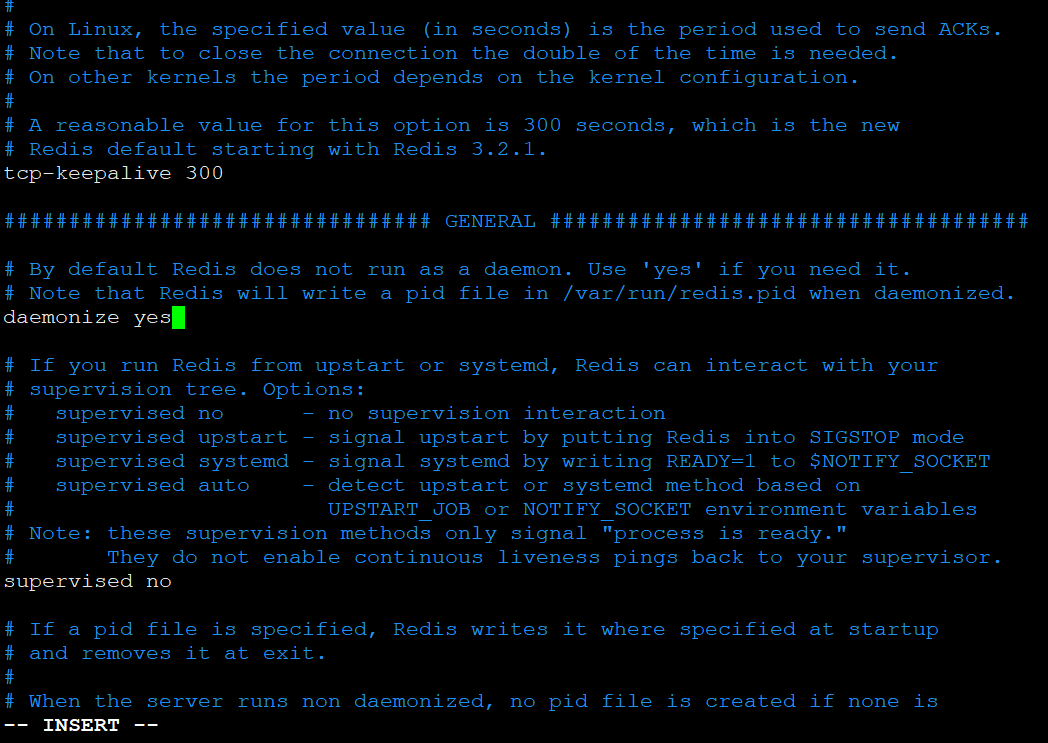 #
# On Linux, the specified value (in seconds) is the period used to send ACKs.
# Note that to close the connection the double of the time is needed.
# On other kernels the period depends on the kernel configuration.
#
# A reasonable value for this option is 300 seconds, which is the new
# Redis default starting with Redis 3.2.1.
tcp-keepalive 300
################################# GENERAL #####################################
# By default Redis does not run as a daemon. Use 'yes' if you need it.
# Note that Redis will write a pid file in /var/run/redis.pid when daemonized.
daemonize yes
# If you run Redis from upstart or systemd, Redis can interact with your
# supervision tree. Options:
#   supervised no      - no supervision interaction
#   supervised upstart - signal upstart by putting Redis into SIGSTOP mode
#   supervised systemd - signal systemd by writing READY=1 to $NOTIFY_SOCKET
#   supervised auto    - detect upstart or systemd method based on
#                        UPSTART_JOB or NOTIFY_SOCKET environment variables
# Note: these supervision methods only signal "process is ready."
#       They do not enable continuous liveness pings back to your supervisor.
supervised no
# If a pid file is specified, Redis writes it where specified at startup
# and removes it at exit.
#
# When the server runs non daemonized, no pid file is created if none is
-- INSERT --